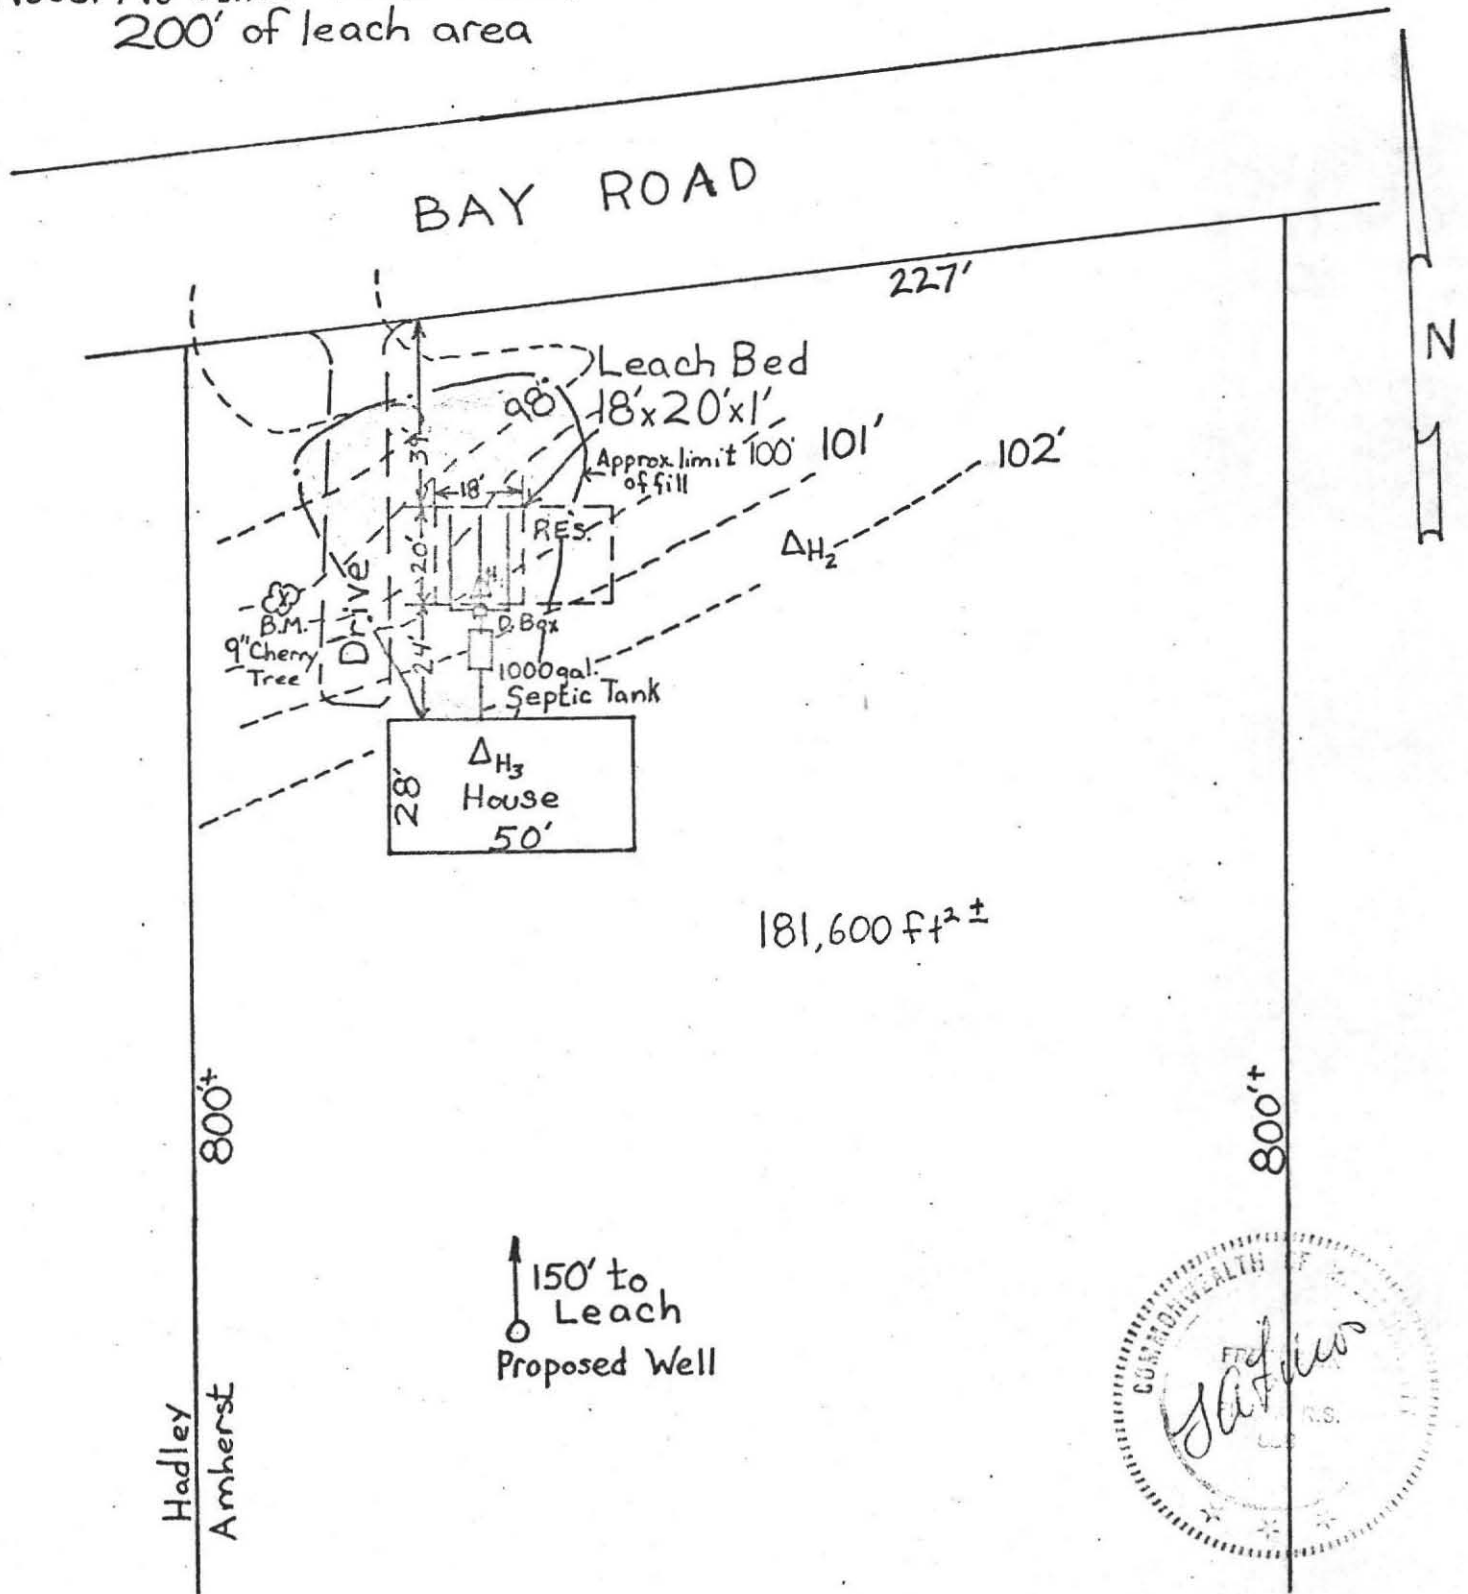 200' of leach area
BAY ROAD
227'
N
Leach Bed
18'x20'x1'
98'
Approx. limit
of fill
100'
101'
102'
39'
18'
20'
RES.
ΔH2
B.M.
9" Cherry
Tree
Drive
D. Box
24'
1000 gal.
Septic Tank
ΔH3
House
28'
50'
181,600 ft² ±
800'+
800'+
150' to
Leach
Proposed Well
Hadley
Amherst
COMMONWEALTH OF
R.S.